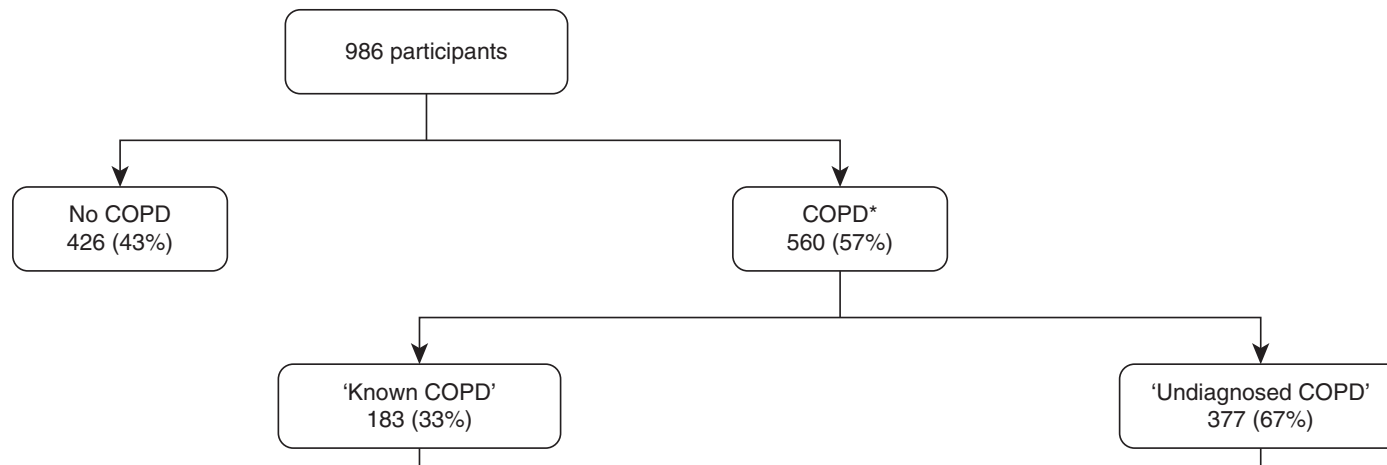 986 participants
No COPD
426 (43%)
COPD*
560 (57%)
‘Known COPD’
183 (33%)
‘Undiagnosed COPD’
377 (67%)